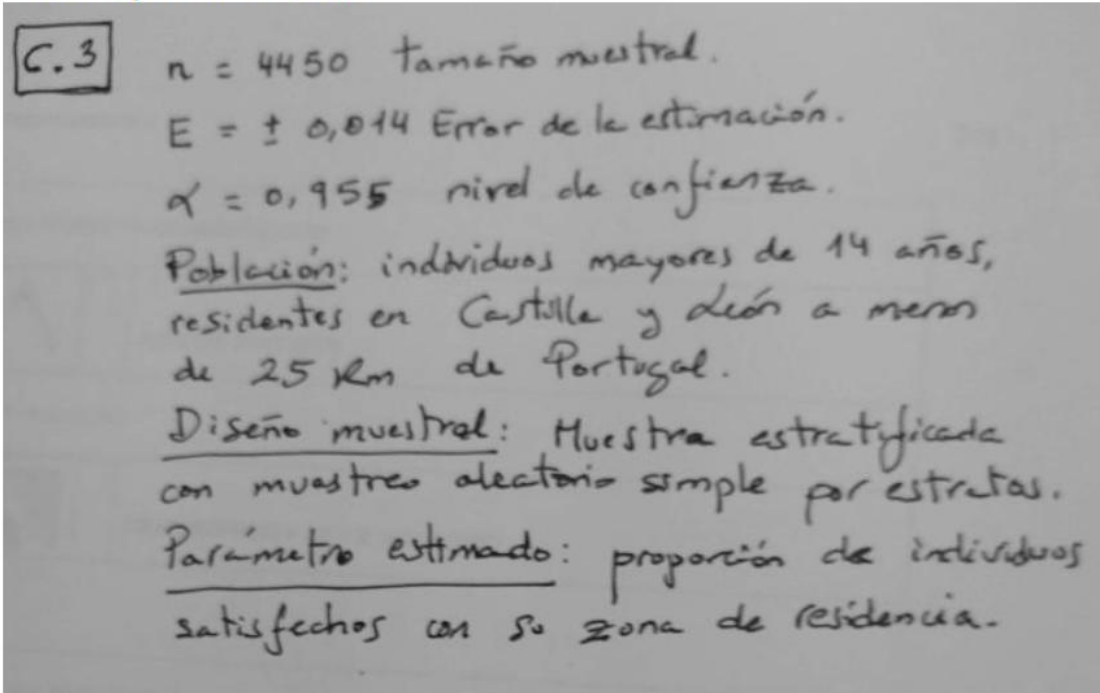 C.3 n = 4450 tamaño muestral.
E = ± 0,014 Error de la estimación.
α = 0,955 nivel de confianza.
Población: individuos mayores de 14 años,
residentes en Castilla y León a menos
de 25 Km de Portugal.
Diseño muestral: Muestra estratificada
con muestreo aleatorio simple por estratos.
Parámetro estimado: proporción de individuos
satisfechos con su zona de residencia.